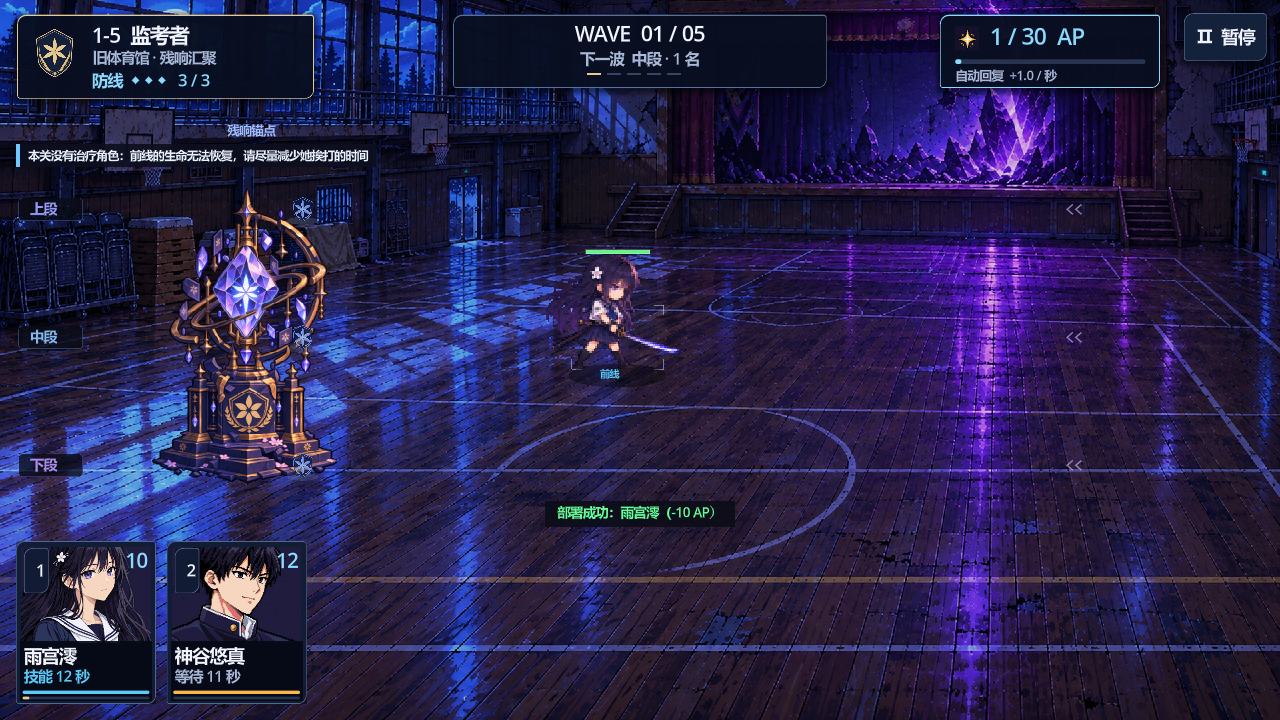 1-5 监考者
旧体育馆 · 残响汇聚
防线 3 / 3
WAVE 01 / 05
下一波 中段 · 1 名
1 / 30 AP
自动回复 +1.0 / 秒
暂停
残响锚点
本关没有治疗角色：前线的生命无法恢复，请尽量减少她挨打的时间
上段
<<
中段
<<
前线
下段
<<
部署成功：雨宫澪（-10 AP）
1
10
雨宫澪
技能 12 秒
2
12
神谷悠真
等待 11 秒